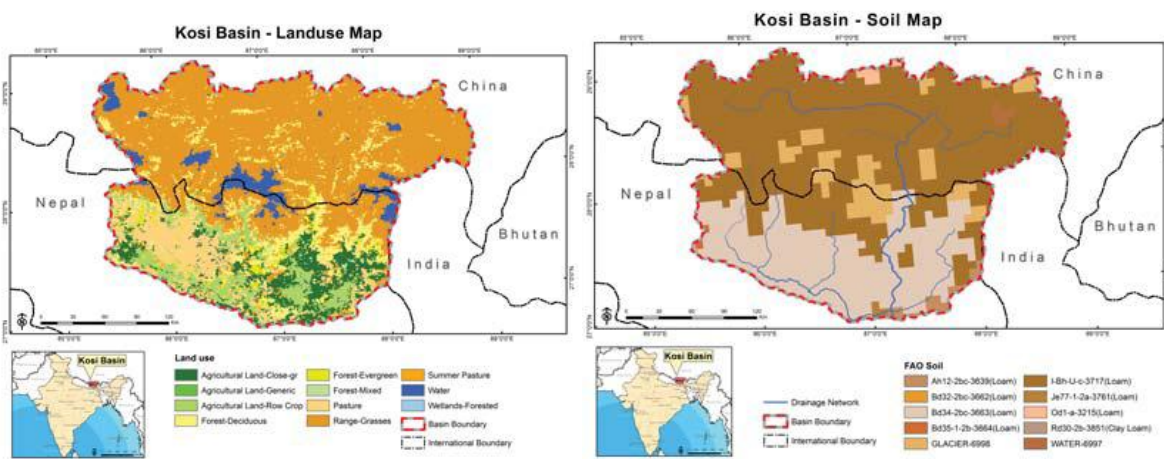 Kosi Basin - Landuse Map
China
Nepal
Bhutan
India
Kosi Basin
Land use
Agricultural Land-Close-gr
Agricultural Land-Generic
Agricultural Land-Row Crop
Forest-Deciduous
Forest-Evergreen
Forest-Mixed
Pasture
Range-Grasses
Summer Pasture
Water
Wetlands-Forested
Basin Boundary
International Boundary
Kosi Basin - Soil Map
China
Nepal
Bhutan
India
Kosi Basin
Drainage Network
Basin Boundary
International Boundary
FAO Soil
Ah12-2bc-3639(Loam)
Bd32-2bc-3662(Loam)
Bd34-2bc-3663(Loam)
Bd35-1-2b-3664(Loam)
GLACIER-6998
I-Bh-U-c-3717(Loam)
Je77-1-2a-3761(Loam)
Od1-a-3215(Loam)
Rd30-2b-3851(Clay Loam)
WATER-6997